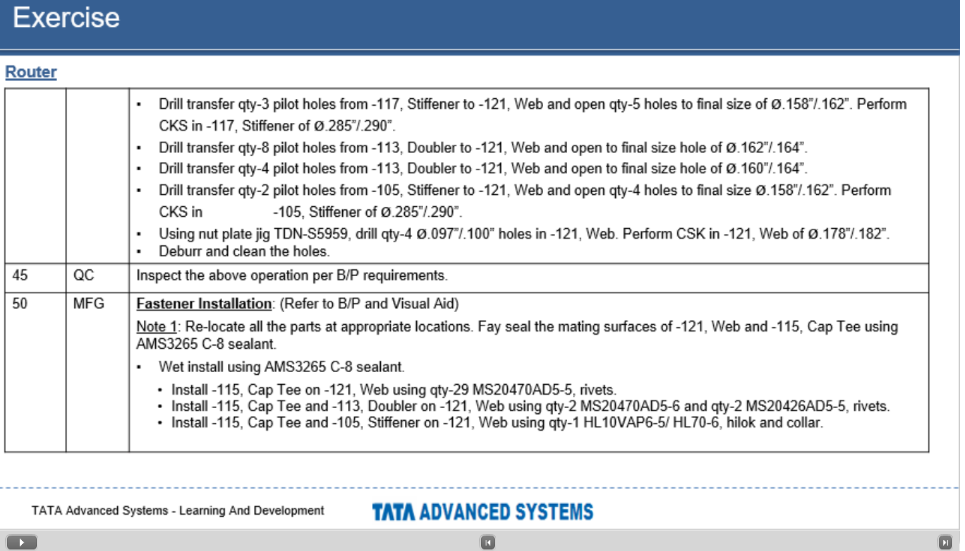 Exercise
Router
▪ Drill transfer qty-3 pilot holes from -117, Stiffener to -121, Web and open qty-5 holes to final size of Ø.158”/.162”. Perform
CKS in -117, Stiffener of Ø.285”/.290”.
▪ Drill transfer qty-8 pilot holes from -113, Doubler to -121, Web and open to final size hole of Ø.162”/.164”.
▪ Drill transfer qty-4 pilot holes from -113, Doubler to -121, Web and open to final size hole of Ø.160”/.164”.
▪ Drill transfer qty-2 pilot holes from -105, Stiffener to -121, Web and open qty-4 holes to final size Ø.158”/.162”. Perform
CKS in -105, Stiffener of Ø.285”/.290”.
▪ Using nut plate jig TDN-S5959, drill qty-4 Ø.097”/.100” holes in -121, Web. Perform CSK in -121, Web of Ø.178”/.182”.
▪ Deburr and clean the holes.
45 QC Inspect the above operation per B/P requirements.
50 MFG Fastener Installation: (Refer to B/P and Visual Aid)
Note 1: Re-locate all the parts at appropriate locations. Fay seal the mating surfaces of -121, Web and -115, Cap Tee using
AMS3265 C-8 sealant.
▪ Wet install using AMS3265 C-8 sealant.
• Install -115, Cap Tee on -121, Web using qty-29 MS20470AD5-5, rivets.
• Install -115, Cap Tee and -113, Doubler on -121, Web using qty-2 MS20470AD5-6 and qty-2 MS20426AD5-5, rivets.
• Install -115, Cap Tee and -105, Stiffener on -121, Web using qty-1 HL10VAP6-5/ HL70-6, hilok and collar.
TATA Advanced Systems - Learning And Development
TATA ADVANCED SYSTEMS